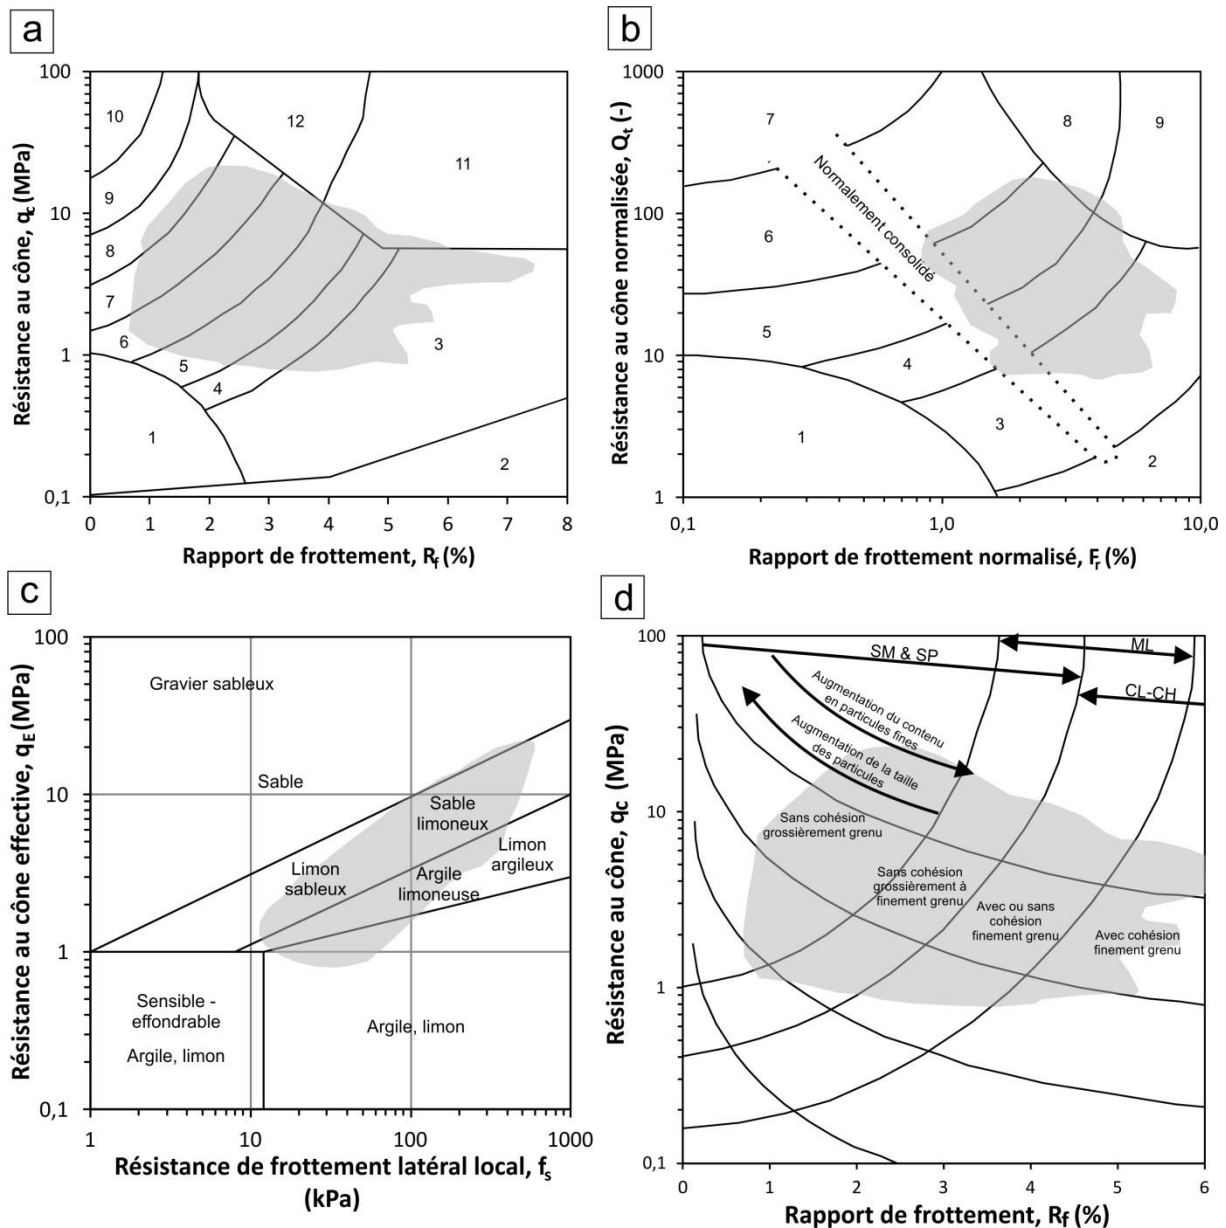 a
Résistance au cône, qc (MPa)
100
10
1
0,1
10
12
11
9
8
7
6
5
4
3
1
2
0 1 2 3 4 5 6 7 8
Rapport de frottement, Rf (%)
b
Résistance au cône normalisée, Qt (-)
1000
100
10
1
7
8
9
Normalement consolidé
6
5
4
3
1
2
0,1 1,0 10,0
Rapport de frottement normalisé, Fr (%)
c
Résistance au cône effective, qE (MPa)
100
10
1
0,1
Gravier sableux
Sable
Sable
limoneux
Limon
argileux
Limon
sableux
Argile
limoneuse
Sensible -
effondrable
Argile, limon
Argile, limon
1 10 100 1000
Résistance de frottement latéral local, fs
(kPa)
d
Résistance au cône, qc (MPa)
100
10
1
0,1
SM & SP
ML
CL-CH
Augmentation du contenu
en particules fines
Augmentation de la taille
des particules
Sans cohésion
grossièrement grenu
Sans cohésion
grossièrement à
finement grenu
Avec ou sans
cohésion
finement grenu
Avec cohésion
finement grenu
0 1 2 3 4 5 6
Rapport de frottement, Rf (%)